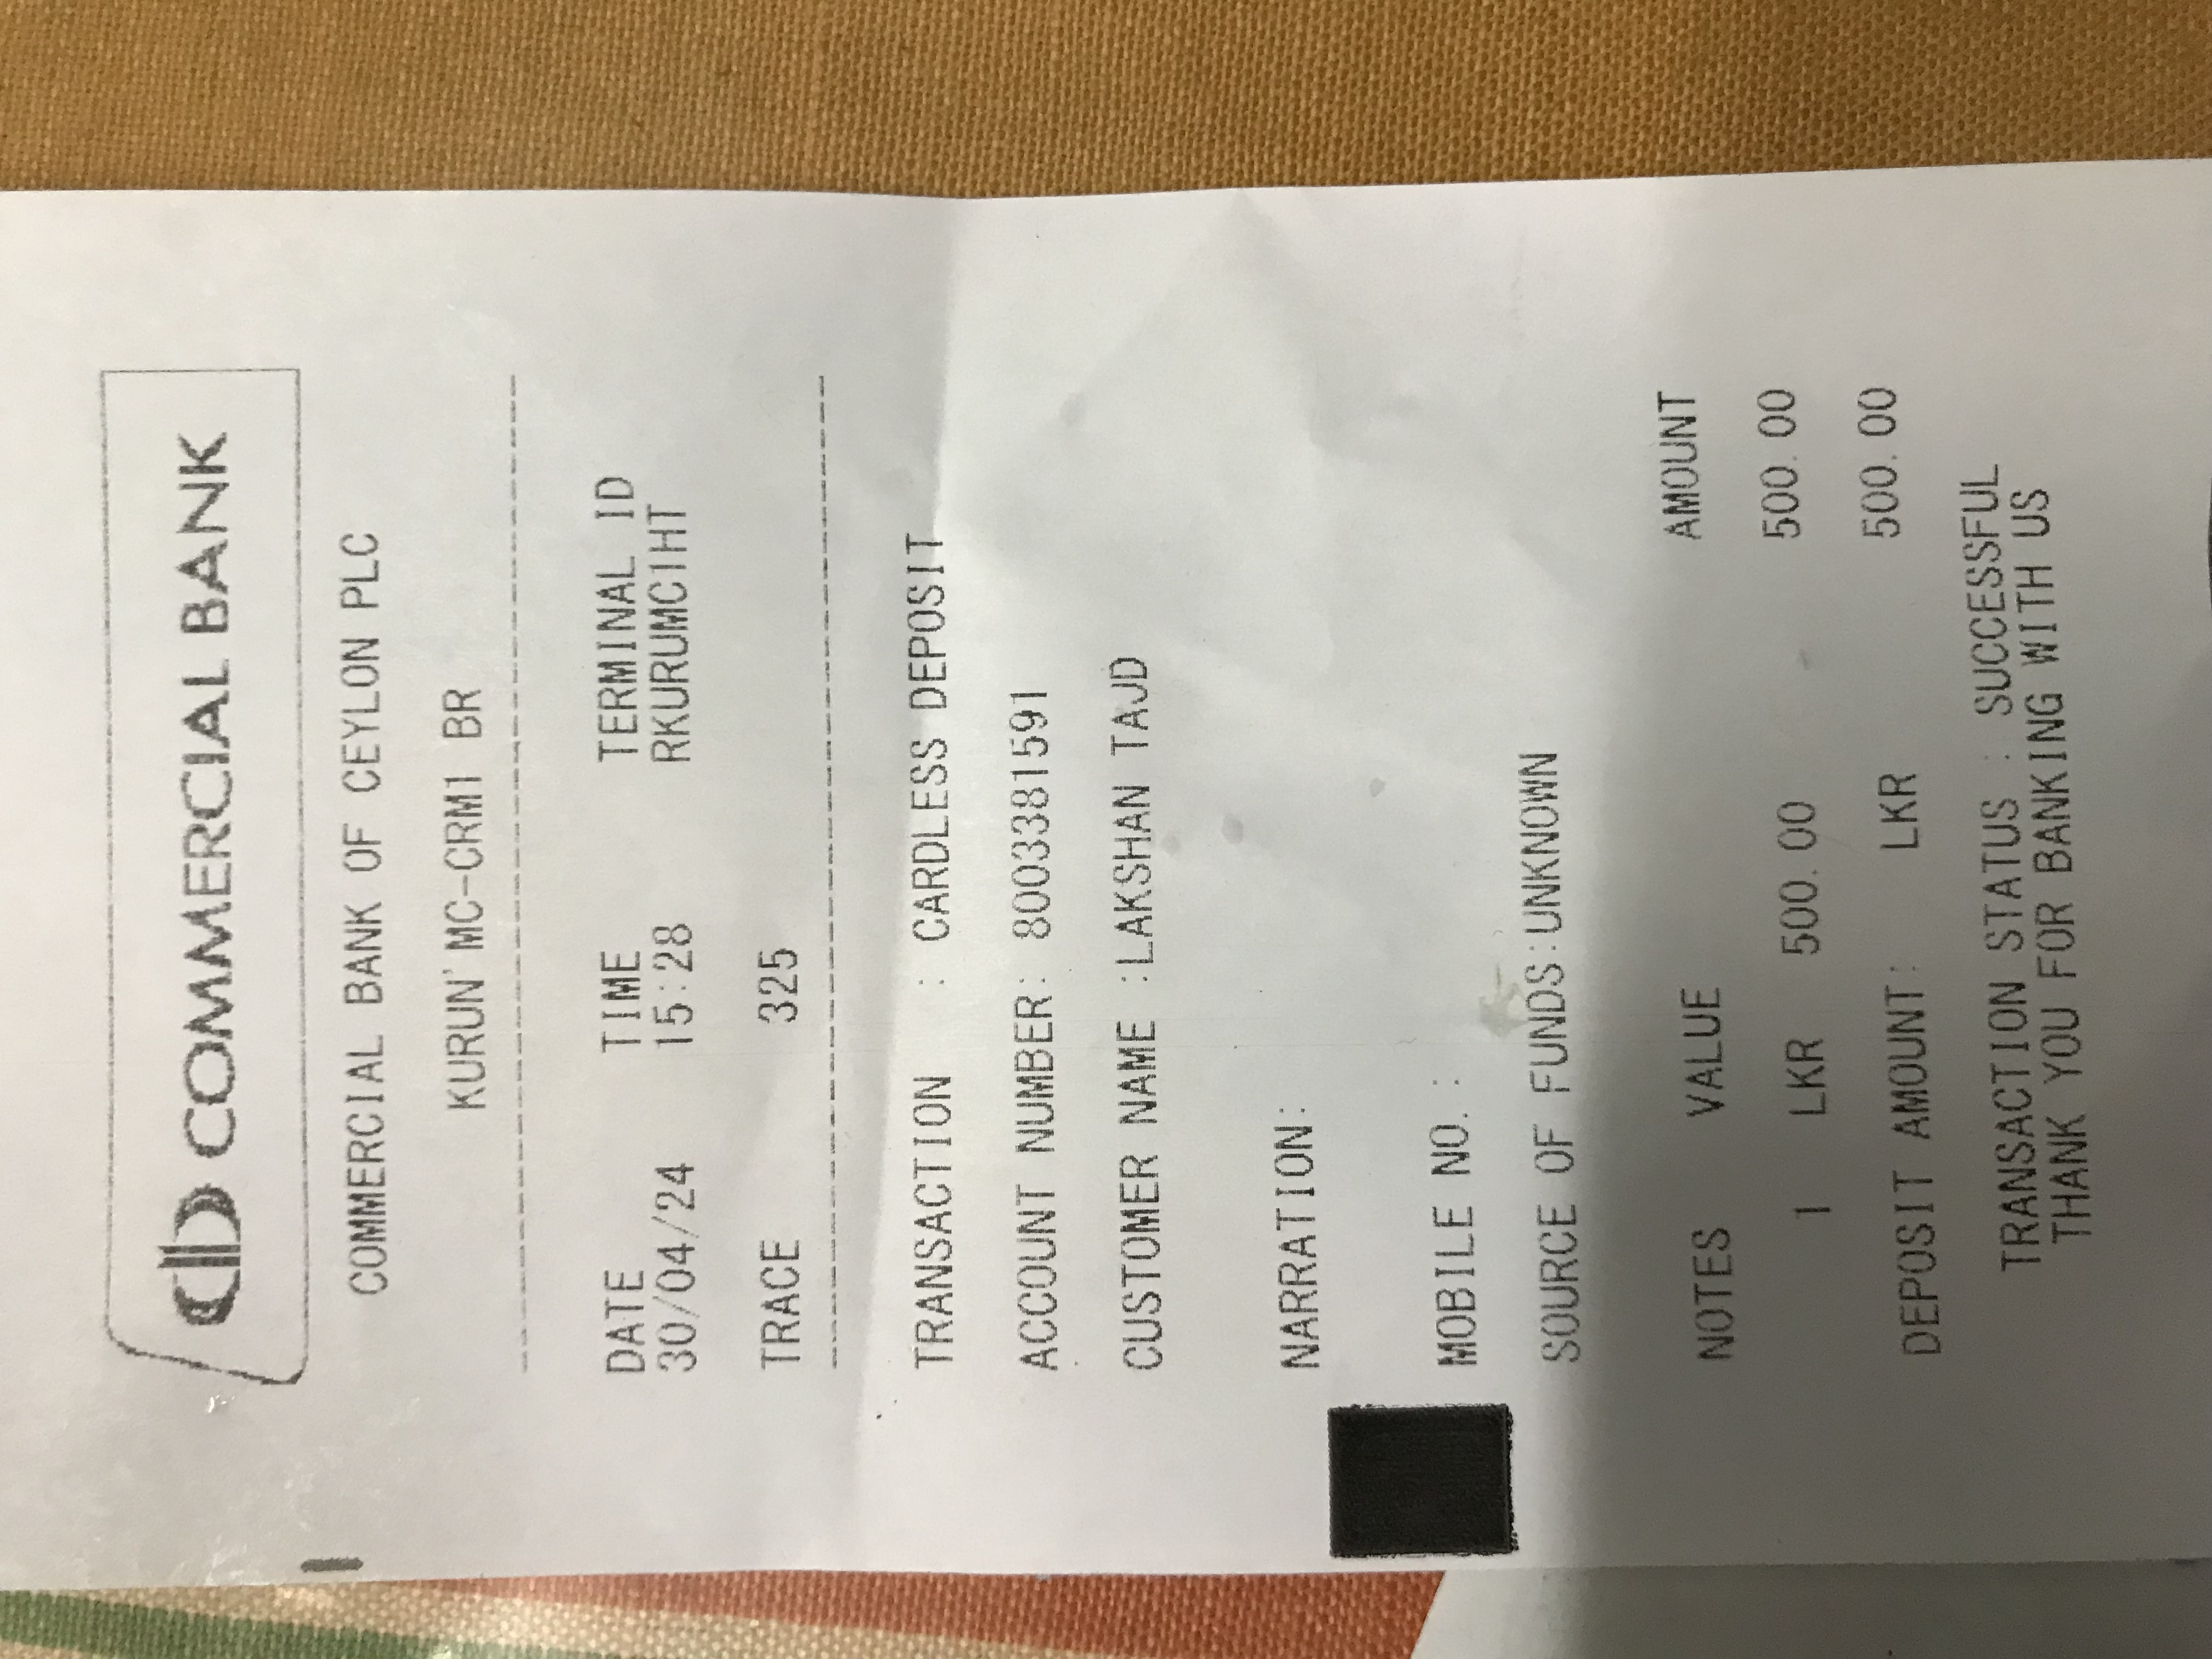 COMMERCIAL BANK
COMMERCIAL BANK OF CEYLON PLC
KURUN' MC-CRM1 BR
DATE TIME TERMINAL ID
30/04/24 15:28 RKURUMC1HT
TRACE 325
TRANSACTION : CARDLESS DEPOSIT
ACCOUNT NUMBER: 8003381591
CUSTOMER NAME :LAKSHAN TAJD
NARRATION:
MOBILE NO.:
SOURCE OF FUNDS:UNKNOWN
NOTES VALUE AMOUNT
1 LKR 500.00 500.00
DEPOSIT AMOUNT: LKR 500.00
TRANSACTION STATUS : SUCCESSFUL
THANK YOU FOR BANKING WITH US